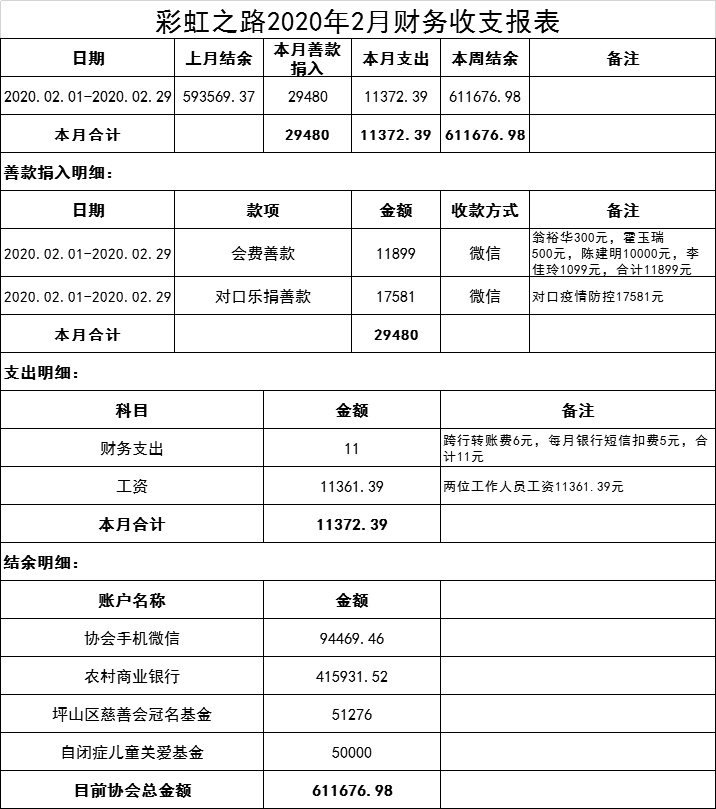 彩虹之路2020年2月财务收支报表
日期 上月结余 本月善款捐入 本月支出 本周结余 备注
2020.02.01-2020.02.29 593569.37 29480 11372.39 611676.98
本月合计 29480 11372.39 611676.98
善款捐入明细：
日期 款项 金额 收款方式 备注
2020.02.01-2020.02.29 会费善款 11899 微信 翁裕华300元，霍玉瑞500元，陈建明10000元，李佳玲1099元，合计11899元
2020.02.01-2020.02.29 对口乐捐善款 17581 微信 对口疫情防控17581元
本月合计 29480
支出明细：
科目 金额 备注
财务支出 11 跨行转账费6元，每月银行短信扣费5元，合计11元
工资 11361.39 两位工作人员工资11361.39元
本月合计 11372.39
结余明细：
账户名称 金额
协会手机微信 94469.46
农村商业银行 415931.52
坪山区慈善会冠名基金 51276
自闭症儿童关爱基金 50000
目前协会总金额 611676.98